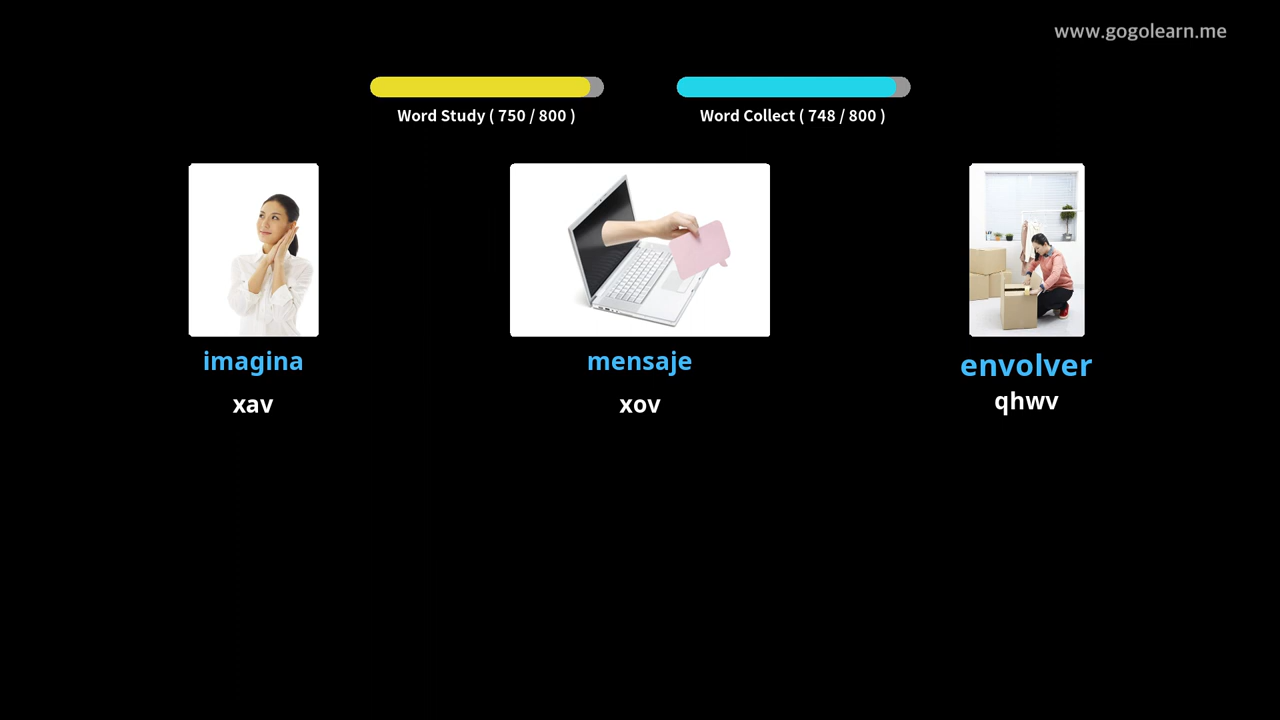 www.gogolearn.me
Word Study ( 750 / 800 )
Word Collect ( 748 / 800 )
imagina
xav
mensaje
xov
envolver
qhwv